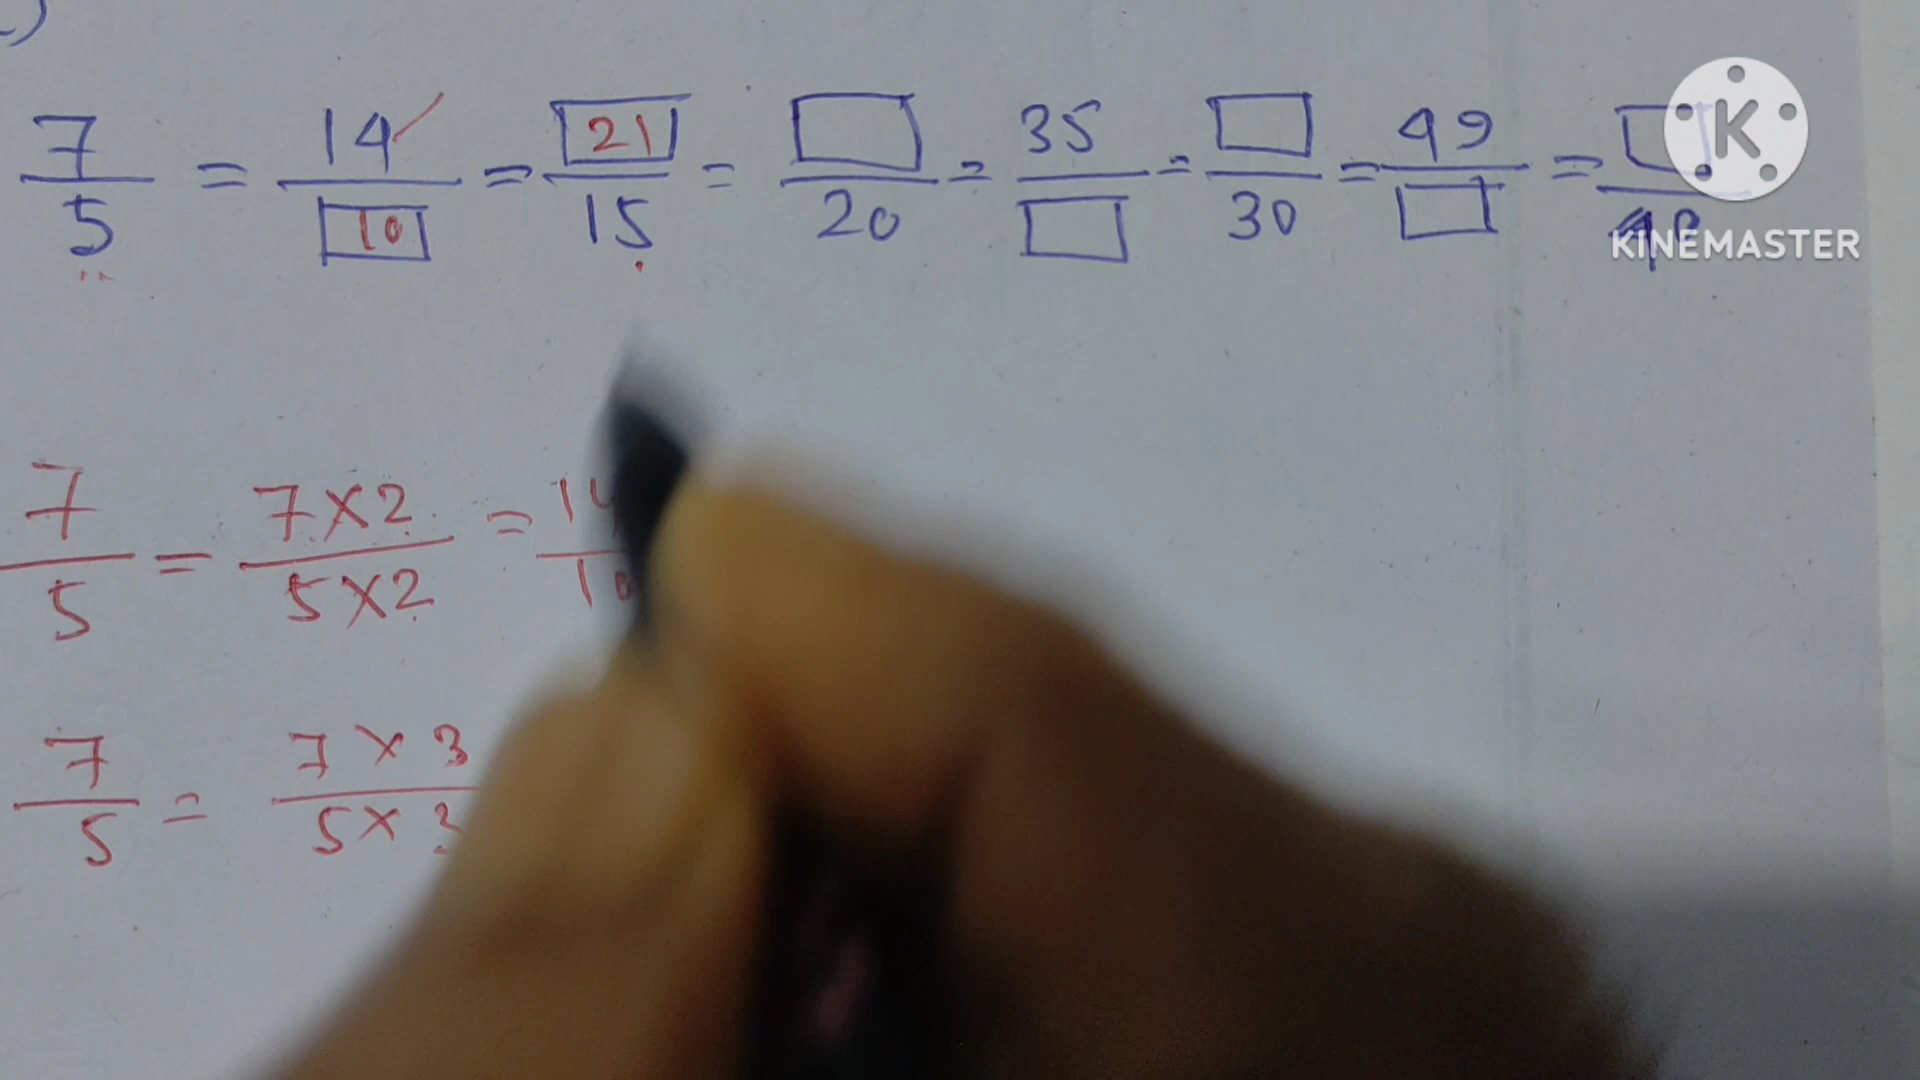 7/5 = 14/10 = 21/15 = □/20 = 35/□ = □/30 = 49/□ = □/40
KINEMASTER
7/5 = 7×2/5×2 = 14/10
7/5 = 7×3/5×3